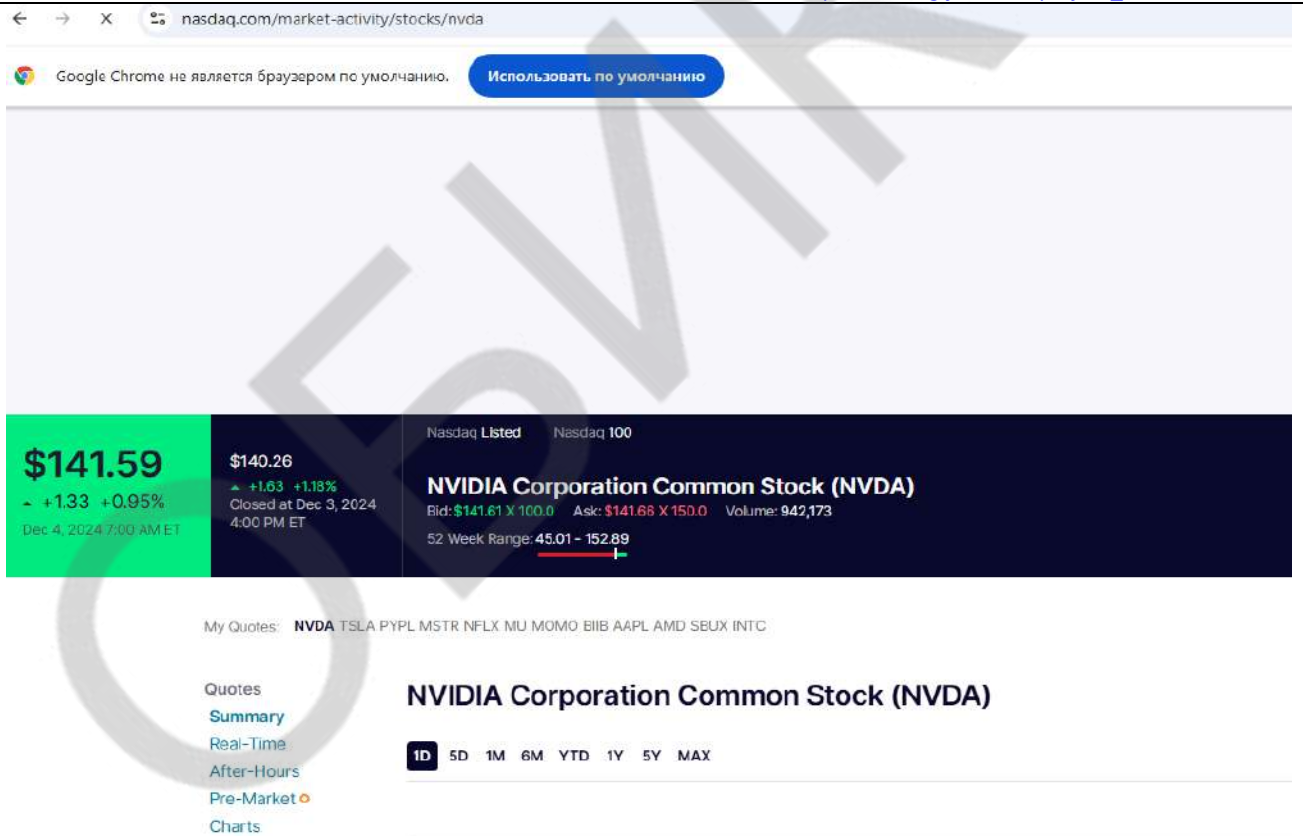 nasdaq.com/market-activity/stocks/nvda
Google Chrome не является браузером по умолчанию. Использовать по умолчанию
$141.59
+1.33 +0.95%
Dec 4, 2024 7:00 AM ET
$140.26
+1.63 +1.18%
Closed at Dec 3, 2024
4:00 PM ET
Nasdaq Listed Nasdaq 100
NVIDIA Corporation Common Stock (NVDA)
Bid: $141.61 X 100.0 Ask: $141.66 X 150.0 Volume: 942,173
52 Week Range: 45.01 - 152.89
My Quotes: NVDA TSLA PYPL MSTR NFLX MU MOMO BIIB AAPL AMD SBUX INTC
Quotes
Summary
Real-Time
After-Hours
Pre-Market
Charts
NVIDIA Corporation Common Stock (NVDA)
1D 5D 1M 6M YTD 1Y 5Y MAX